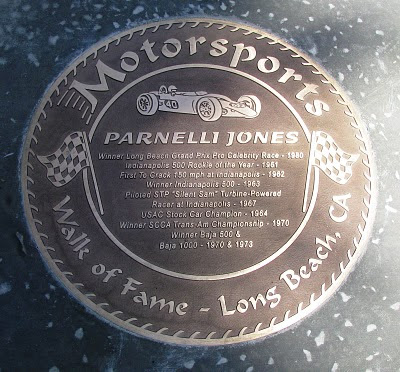 Motorsports
40
PARNELLI JONES
Winner Long Beach Grand Prix Pro Celebrity Race - 1980
Indianapolis 500 Rookie of the Year - 1961
First To Crack 150 mph at Indianapolis - 1962
Winner Indianapolis 500 - 1963
Piloted STP "Silent Sam" Turbine-Powered
Racer at Indianapolis - 1967
USAC Stock Car Champion - 1964
Winner SCCA Trans-Am Championship - 1970
Winner Baja 500 &
Baja 1000 - 1970 & 1973
Walk of Fame - Long Beach, CA